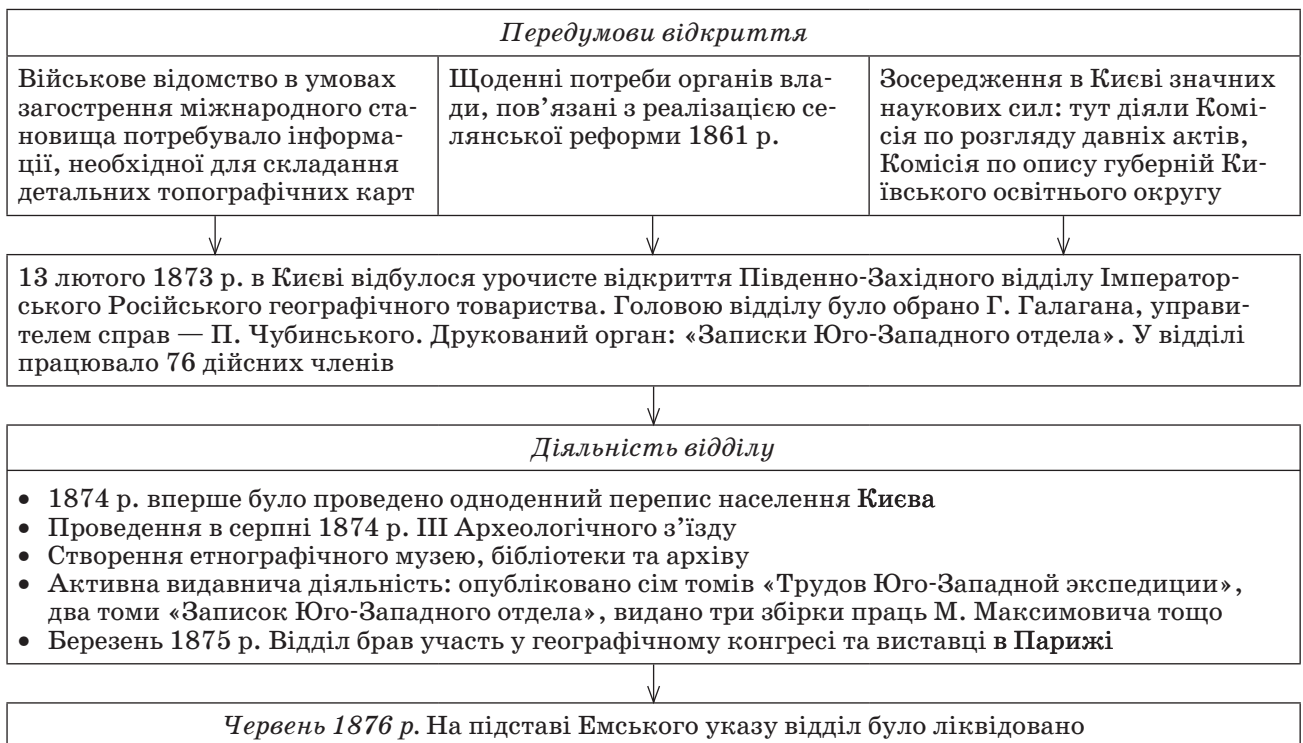 Передумови відкриття
Військове відомство в умовах
загострення міжнародного ста-
новища потребувало інформа-
ції, необхідної для складання
детальних топографічних карт
Щоденні потреби органів вла-
ди, пов’язані з реалізацією се-
лянської реформи 1861 р.
Зосередження в Києві значних
наукових сил: тут діяли Комі-
сія по розгляду давніх актів,
Комісія по опису губерній Ки-
ївського освітнього округу
13 лютого 1873 р. в Києві відбулося урочисте відкриття Південно-Західного відділу Імператор-
ського Російського географічного товариства. Головою відділу було обрано Г. Галагана, управи-
телем справ — П. Чубинського. Друкований орган: «Записки Юго-Западного отдела». У відділі
працювало 76 дійсних членів
Діяльність відділу
• 1874 р. вперше було проведено одноденний перепис населення Києва
• Проведення в серпні 1874 р. III Археологічного з’їзду
• Створення етнографічного музею, бібліотеки та архіву
• Активна видавнича діяльність: опубліковано сім томів «Трудов Юго-Западной экспедиции»,
два томи «Записок Юго-Западного отдела», видано три збірки праць М. Максимовича тощо
• Березень 1875 р. Відділ брав участь у географічному конгресі та виставці в Парижі
Червень 1876 р. На підставі Емського указу відділ було ліквідовано